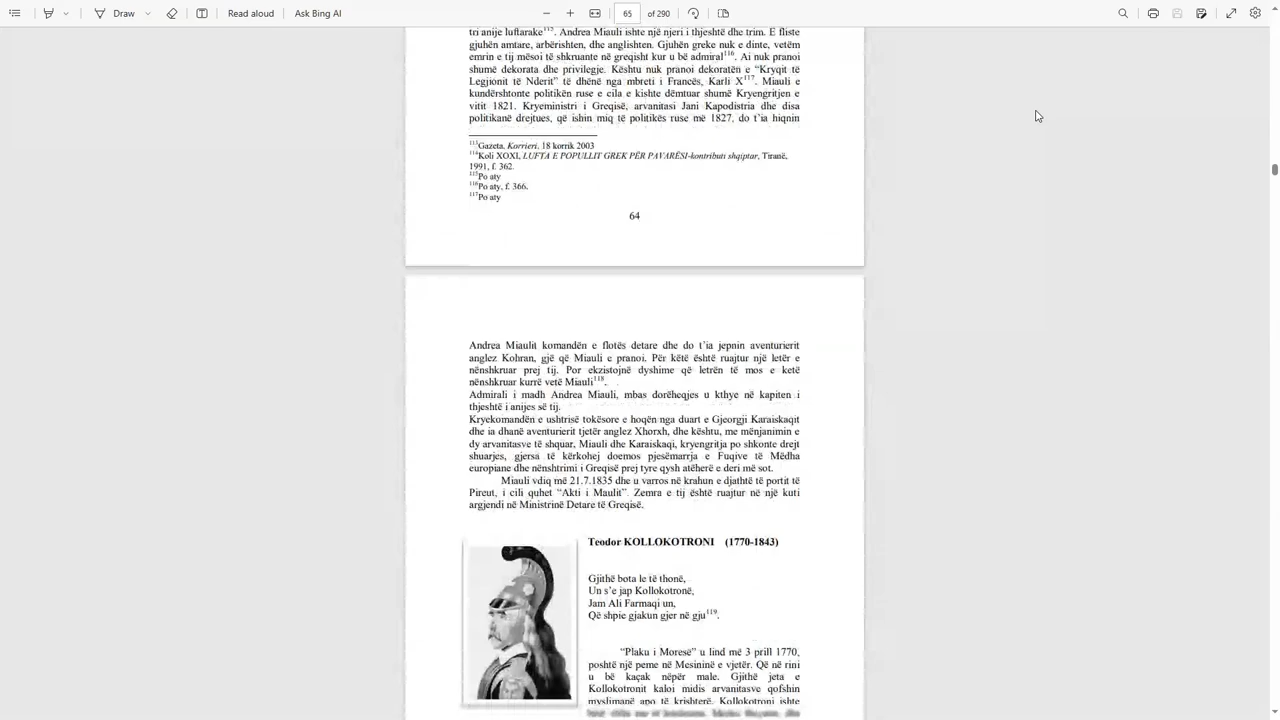 Draw
Read aloud
Ask Bing AI
65
of 290
tri anije luftarake115. Andrea Miauli ishte një njeri i thjeshtë dhe trim. E fliste
gjuhën amtare, arbërishten, dhe anglishten. Gjuhën greke nuk e dinte, vetëm
emrin e tij mësoi të shkruante në greqisht kur u bë admiral116. Ai nuk pranoi
shumë dekorata dhe privilegje. Kështu nuk pranoi dekoratën e “Kryqit të
Legjionit të Nderit” të dhënë nga mbreti i Francës, Karli X117. Miauli e
kundërshtonte politikën ruse e cila e kishte dëmtuar shumë Kryengritjen e
vitit 1821. Kryeministri i Greqisë, arvanitasi Jani Kapodistria dhe disa
politikanë drejtues, që ishin miq të politikës ruse më 1827, do t’ia hiqnin
113Gazeta, Korrieri, 18 korrik 2003
114Koli XOXI, LUFTA E POPULLIT GREK PËR PAVARËSI-kontributi shqiptar, Tiranë,
1991, f. 362.
115Po aty
116Po aty, f. 366.
117Po aty
64
Andrea Miaulit komandën e flotës detare dhe do t’ia jepnin aventurierit
anglez Kohran, gjë që Miauli e pranoi. Për këtë është ruajtur një letër e
nënshkruar prej tij. Por ekzistojnë dyshime që letrën të mos e ketë
nënshkruar kurrë vetë Miauli118.
Admirali i madh Andrea Miauli, mbas dorëheqjes u kthye në kapiten i
thjeshtë i anijes së tij.
Kryekomandën e ushtrisë tokësore e hoqën nga duart e Gjeorgji Karaiskaqit
dhe ia dhanë aventurierit tjetër anglez Xhorxh, dhe kështu, me mënjanimin e
dy arvanitasve të shquar, Miauli dhe Karaiskaqi, kryengritja po shkonte drejt
shuarjes, gjersa të kërkohej doemos pjesëmarrja e Fuqive të Mëdha
europiane dhe nënshtrimi i Greqisë prej tyre qysh atëherë e deri më sot.
Miauli vdiq më 21.7.1835 dhe u varros në krahun e djathtë të portit të
Pireut, i cili quhet “Akti i Maulit”. Zemra e tij është ruajtur në një kuti
argjendi në Ministrinë Detare të Greqisë.
Teodor KOLLOKOTRONI (1770-1843)
Gjithë bota le të thonë,
Un s’e jap Kollokotronë,
Jam Ali Farmaqi un,
Që shpie gjakun gjer në gju119.
“Plaku i Moresë” u lind më 3 prill 1770,
poshtë një peme në Mesininë e vjetër. Që në rini
u bë kaçak nëpër male. Gjithë jeta e
Kollokotronit kaloi midis arvanitasve qofshin
myslimanë apo të krishterë. Kollokotroni ishte